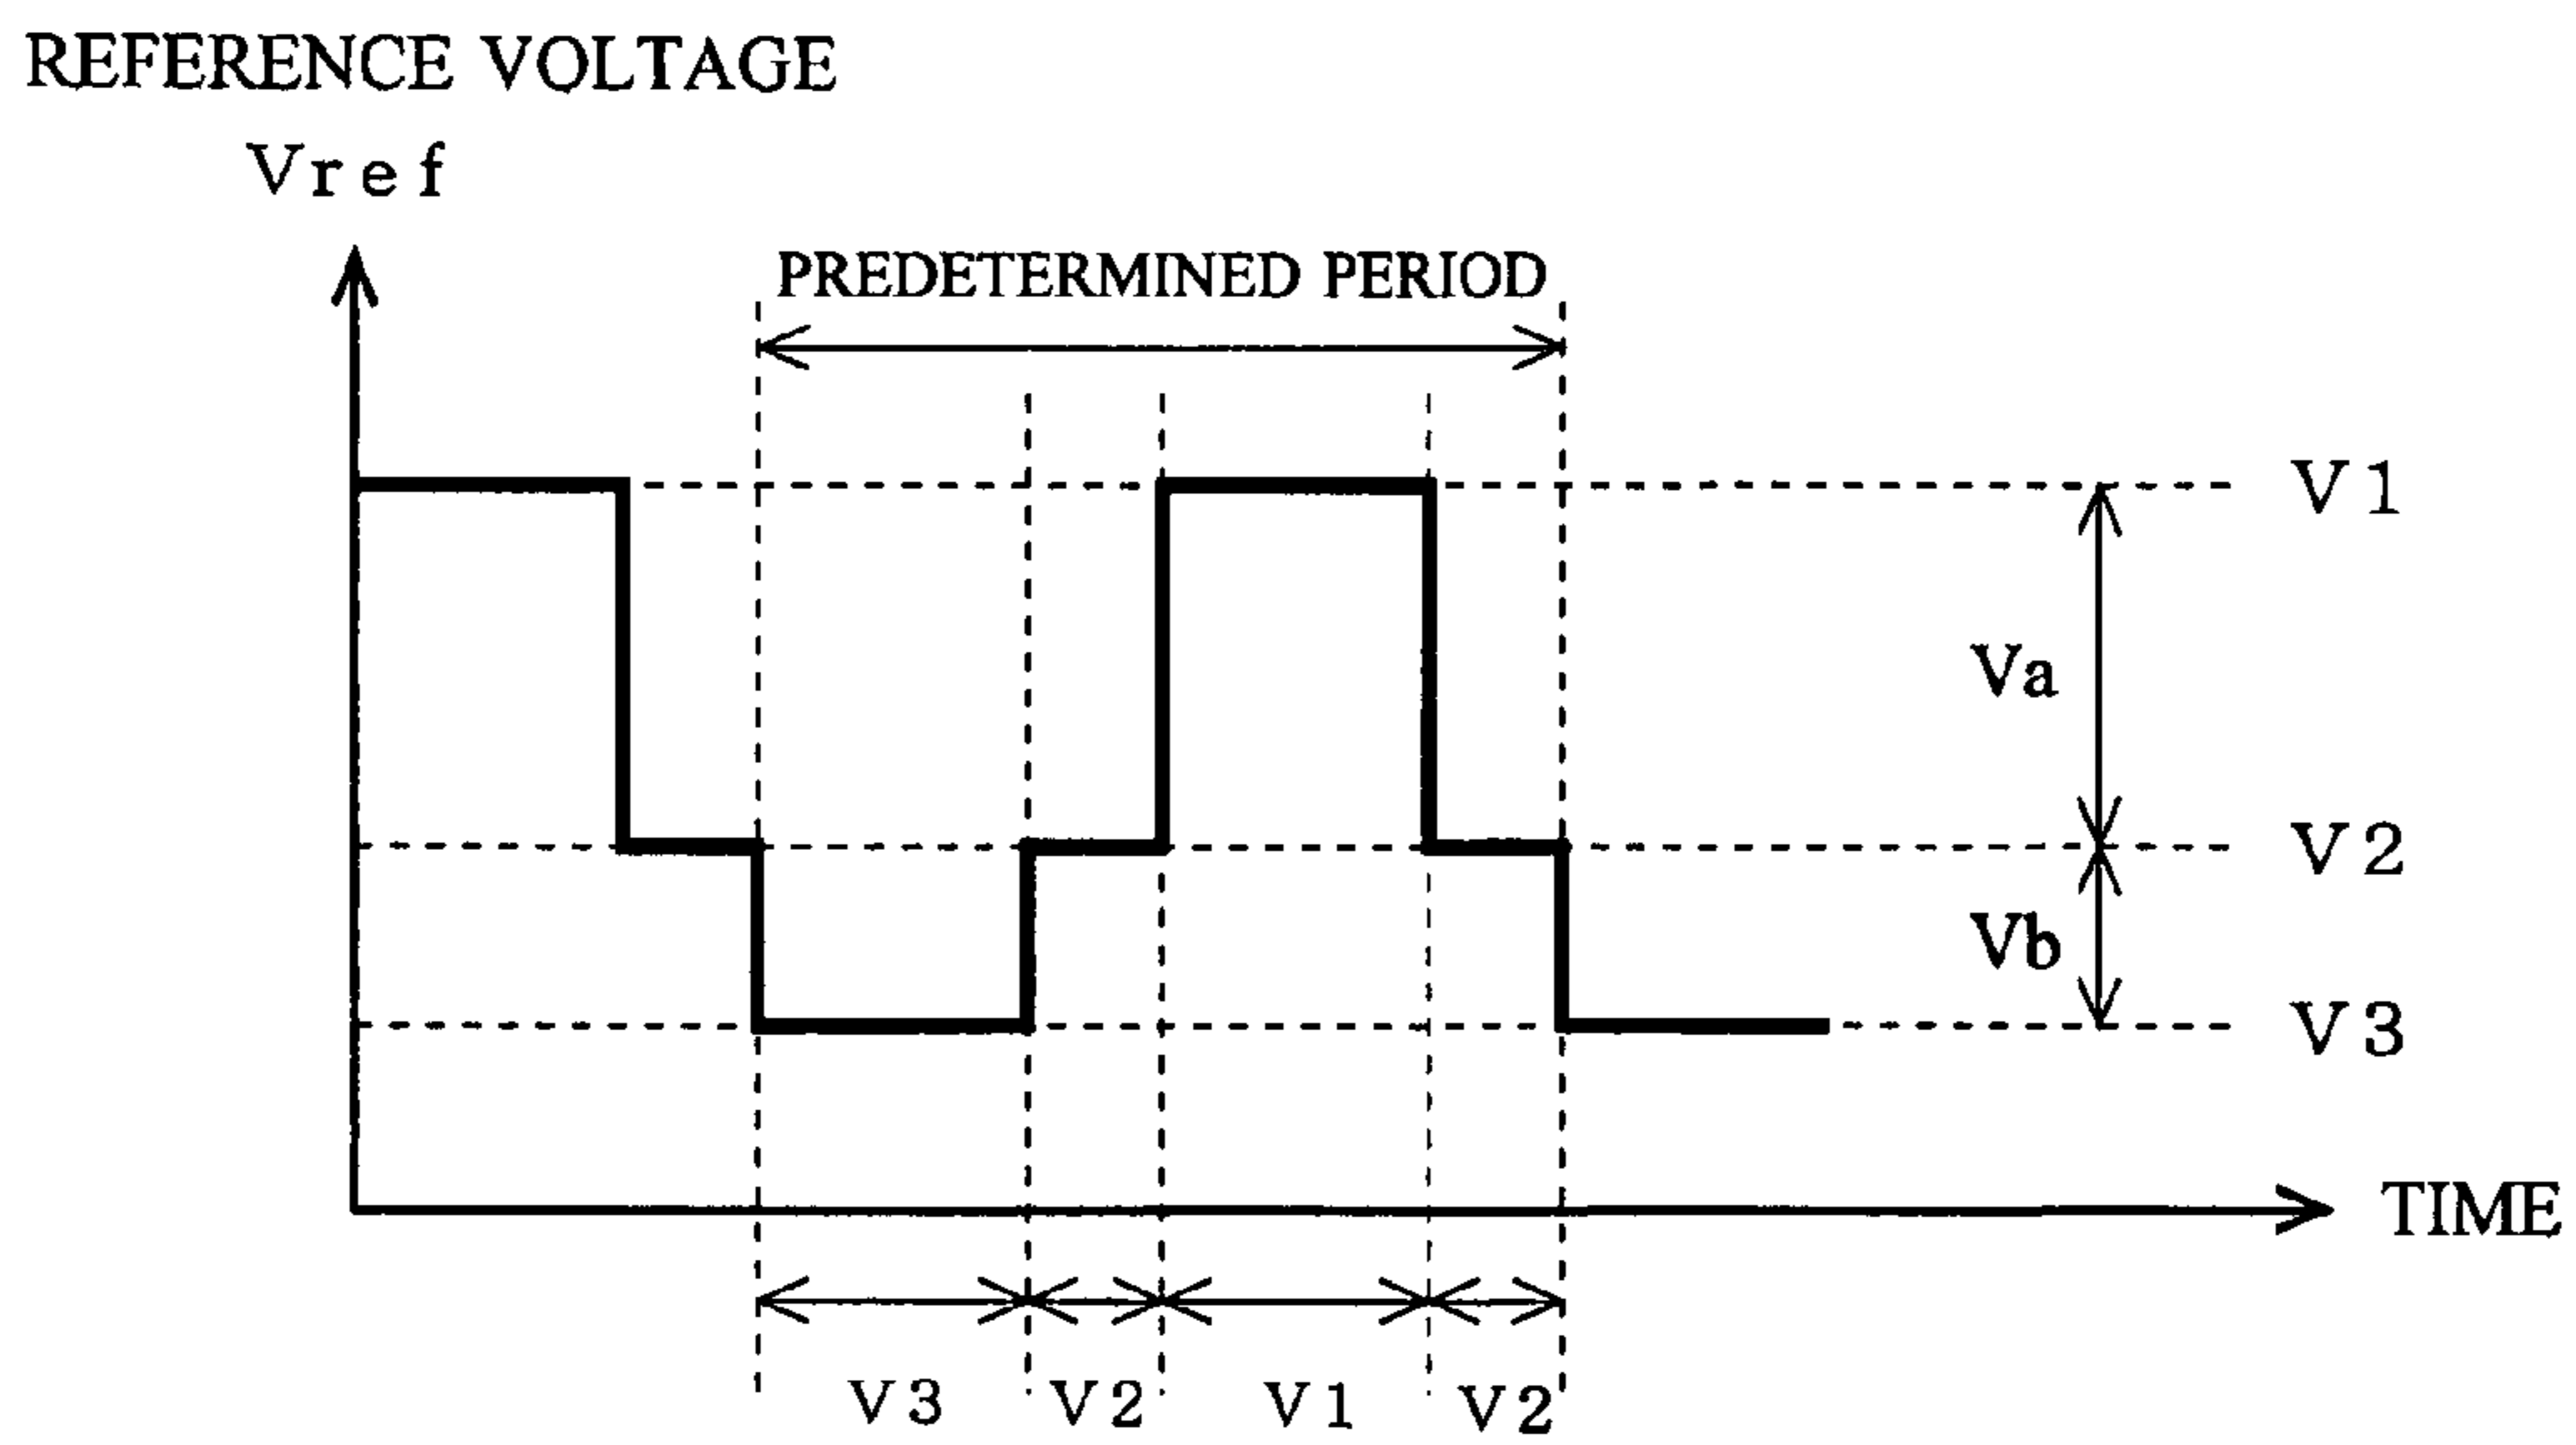 REFERENCE VOLTAGE
Vref
PREDETERMINED PERIOD
V1
Va
V2
Vb
V3
TIME
V3 V2 V1 V2